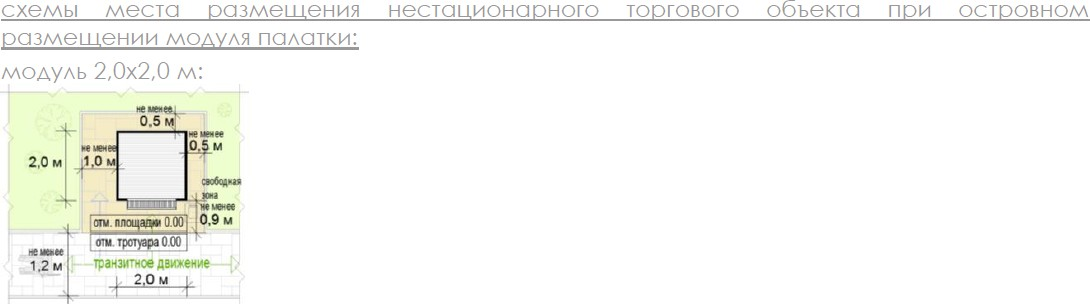 схемы места размещения нестационарного торгового объекта при островном
размещении модуля палатки:
модуль 2,0х2,0 м:
не менее
0,5 м
не менее
0,5 м
не менее
1,0 м
2,0 м
свободная
зона
не менее
0,9 м
отм. площадки 0.00
отм. тротуара 0.00
не менее
1,2 м
транзитное движение
2,0 м